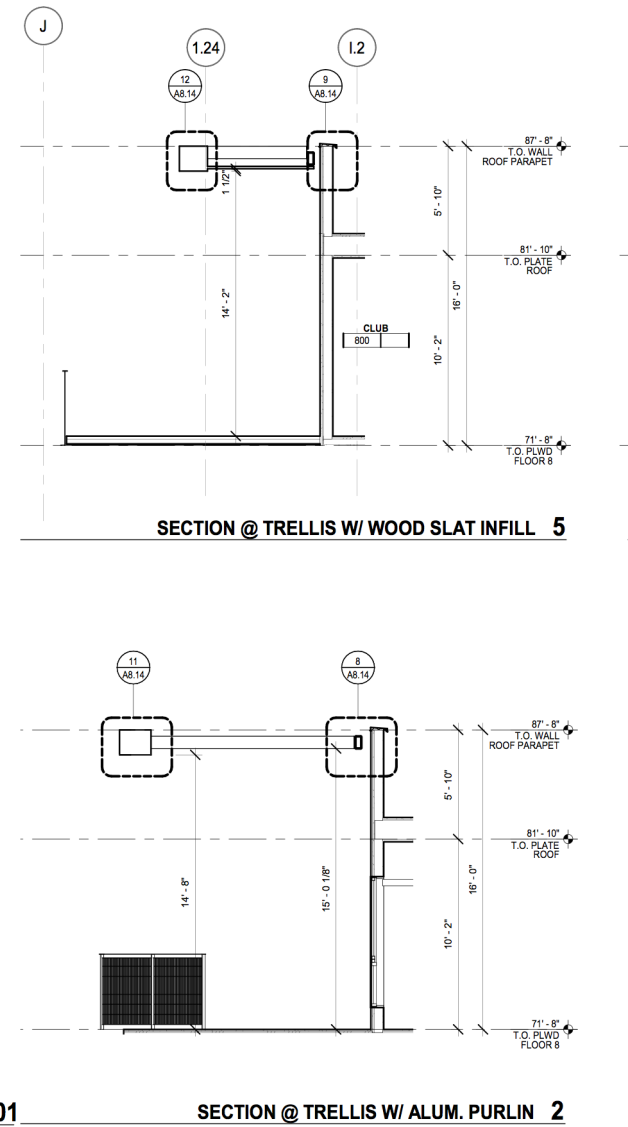 J
1.24
I.2
12
A8.14
9
A8.14
87' - 8"
T.O. WALL
ROOF PARAPET
1 1/2"
5' - 10"
81' - 10"
T.O. PLATE
ROOF
14' - 2"
16' - 0"
CLUB
800
10' - 2"
71' - 8"
T.O. PLWD
FLOOR 8
SECTION @ TRELLIS W/ WOOD SLAT INFILL 5
11
A8.14
8
A8.14
87' - 8"
T.O. WALL
ROOF PARAPET
5' - 10"
81' - 10"
T.O. PLATE
ROOF
14' - 8"
15' - 0 1/8"
16' - 0"
10' - 2"
71' - 8"
T.O. PLWD
FLOOR 8
01
SECTION @ TRELLIS W/ ALUM. PURLIN 2